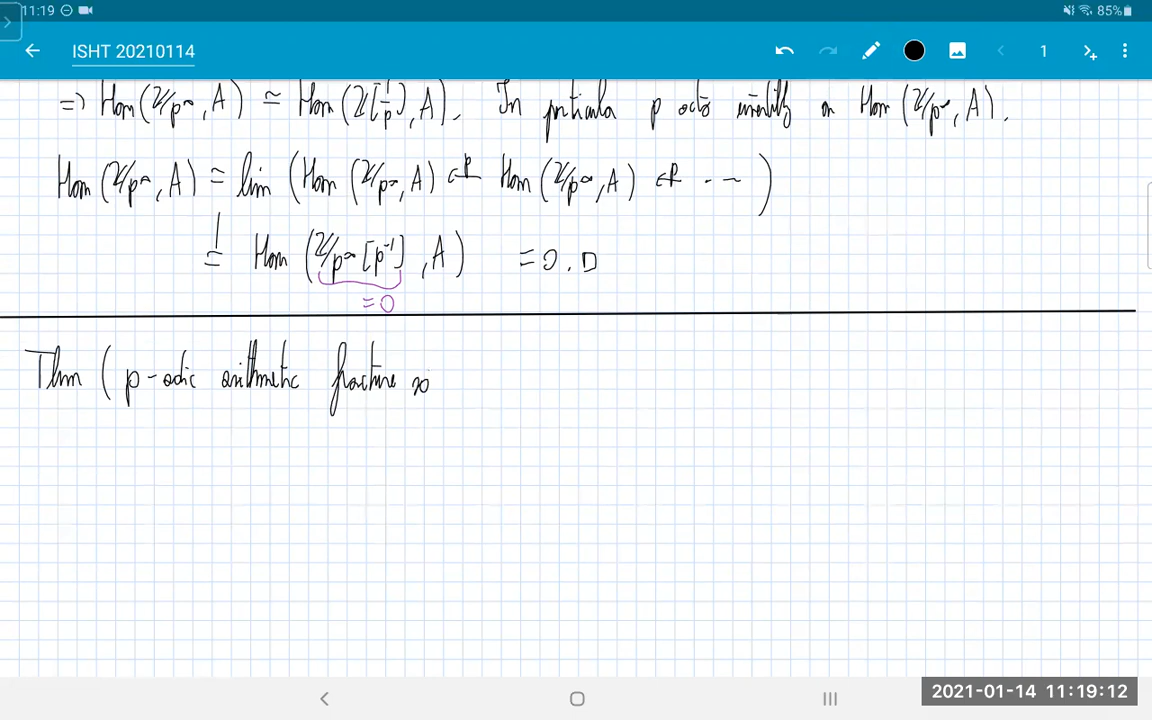 11:19 85%
ISHT 20210114 1
=> Hom(Z/p^∞, A) ≃ Hom(Z[1/p], A). In particular p acts invertibly on Hom(Z/p^∞, A).
Hom(Z/p^∞, A) ≃ lim (Hom(Z/p^∞, A) ←p Hom(Z/p^∞, A) ←p ...)
≃ Hom(Z/p^∞[p^-1], A) = 0. □
= 0
Thm (p-adic arithmetic fracture
2021-01-14 11:19:12